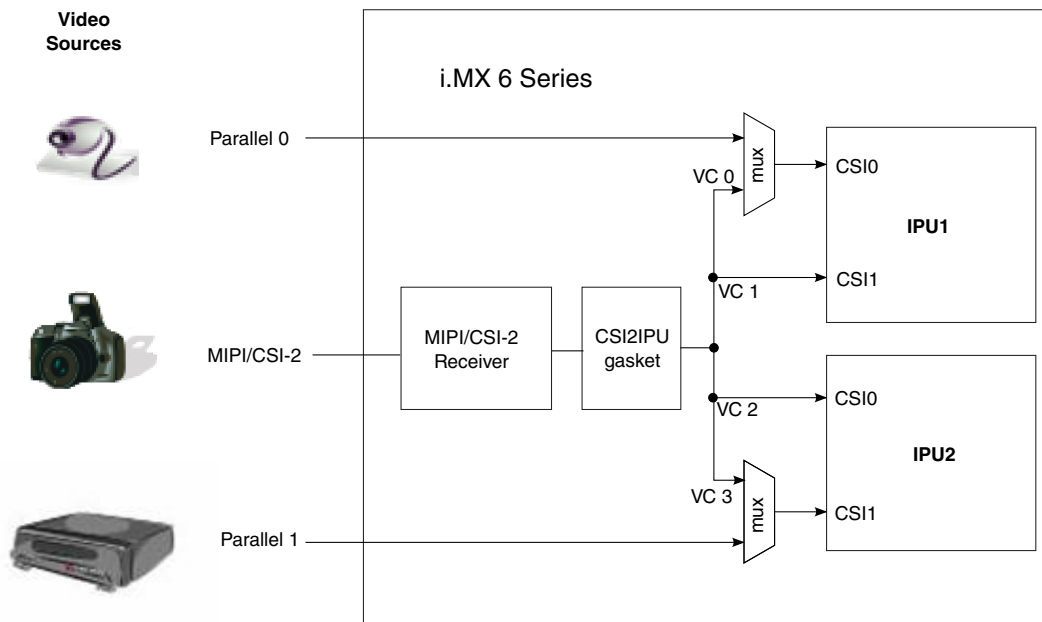 Video
Sources
i.MX 6 Series
Parallel 0
mux
CSI0
VC 0
IPU1
VC 1
CSI1
MIPI/CSI-2
MIPI/CSI-2
Receiver
CSI2IPU
gasket
VC 2
CSI0
IPU2
VC 3
mux
CSI1
Parallel 1